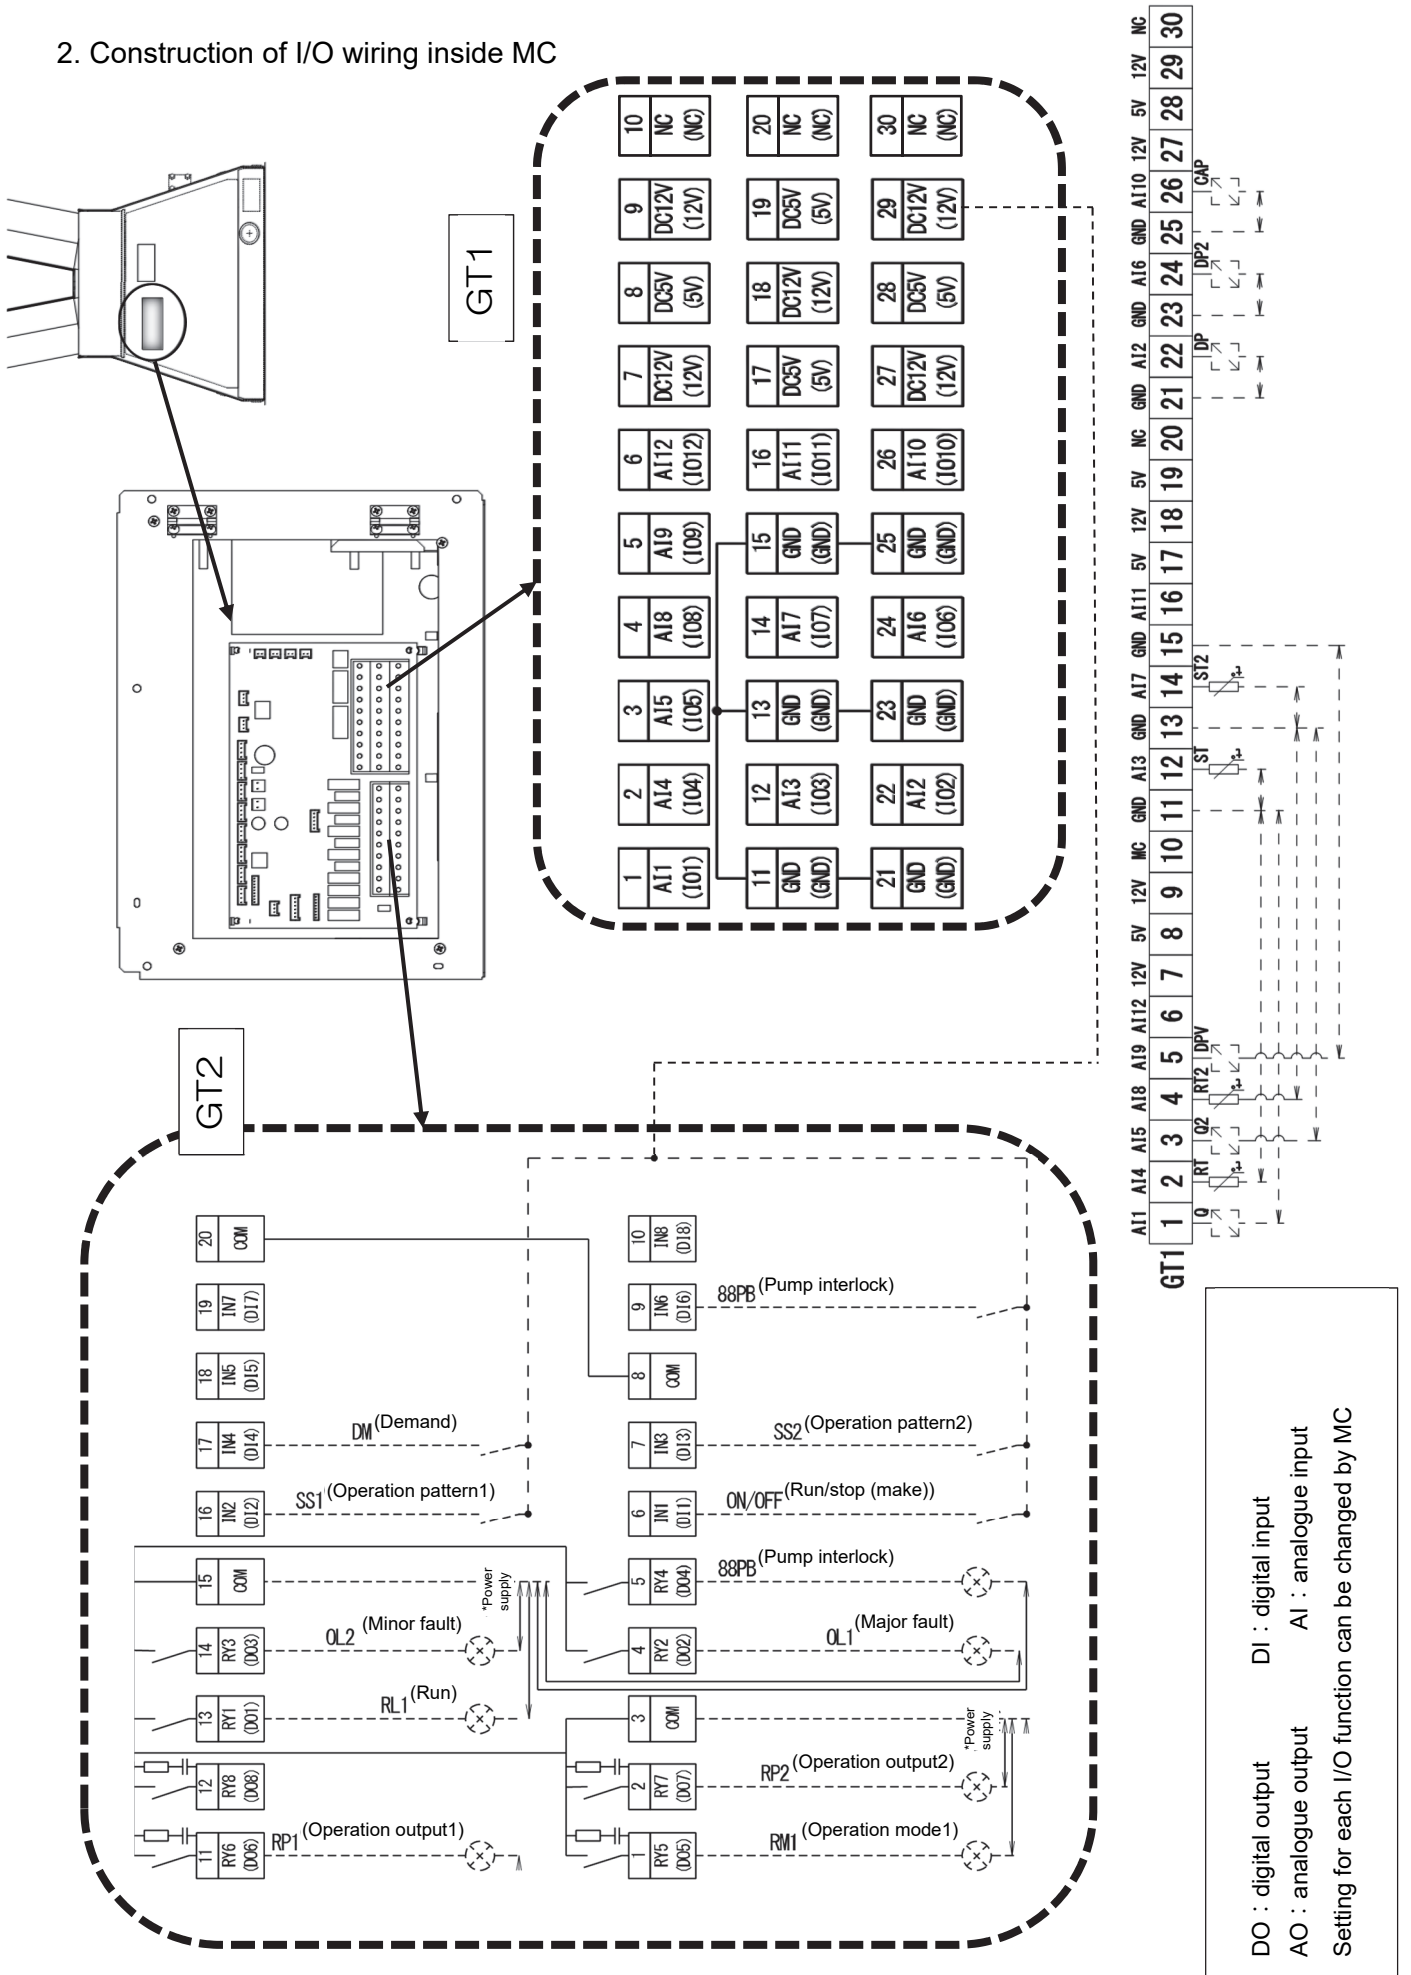 2. Construction of I/O wiring inside MC
GT1
10 NC (NC)
20 NC (NC)
30 NC (NC)
9 DC12V (12V)
19 DC5V (5V)
29 DC12V (12V)
8 DC5V (5V)
18 DC12V (12V)
28 DC5V (5V)
7 DC12V (12V)
17 DC5V (5V)
27 DC12V (12V)
6 AI12 (IO12)
16 AI11 (IO11)
26 AI10 (IO10)
5 AI9 (IO9)
15 GND (GND)
25 GND (GND)
4 AI8 (IO8)
14 AI7 (IO7)
24 AI6 (IO6)
3 AI5 (IO5)
13 GND (GND)
23 GND (GND)
2 AI4 (IO4)
12 AI3 (IO3)
22 AI2 (IO2)
1 AI1 (IO1)
11 GND (GND)
21 GND (GND)
GT2
20 COM
10 IN8 (DI8)
19 IN7 (DI7)
9 IN6 (DI6) 88PB (Pump interlock)
18 IN5 (DI5)
8 COM
17 IN4 (DI4) DM (Demand)
7 IN3 (DI3) SS2 (Operation pattern2)
16 IN2 (DI2) SS1 (Operation pattern1)
6 IN1 (DI1) ON/OFF (Run/stop (make))
15 COM
*Power
supply
5 RY4 (DO4) 88PB (Pump interlock)
14 RY3 (DO3) OL2 (Minor fault)
4 RY2 (DO2) OL1 (Major fault)
13 RY1 (DO1) RL1 (Run)
3 COM
*Power
supply
12 RY8 (DO8)
2 RY7 (DO7) RP2 (Operation output2)
11 RY6 (DO6) RP1 (Operation output1)
1 RY5 (DO5) RM1 (Operation mode1)
NC 30
12V 29
5V 28
12V 27
AI10 26 CAP
GND 25
AI6 24 DP2
GND 23
AI2 22 DP
GND 21
NC 20
5V 19
12V 18
5V 17
AI11 16
GND 15
AI7 14 ST2 t°
GND 13
AI3 12 ST t°
GND 11
MC 10
12V 9
5V 8
12V 7
AI12 6
AI9 5 DPV
AI8 4 RT2 t°
AI5 3 Q2
AI4 2 RT t°
AI1 1 Q
GT1
DO : digital output DI : digital input
AO : analogue output AI : analogue input
Setting for each I/O function can be changed by MC